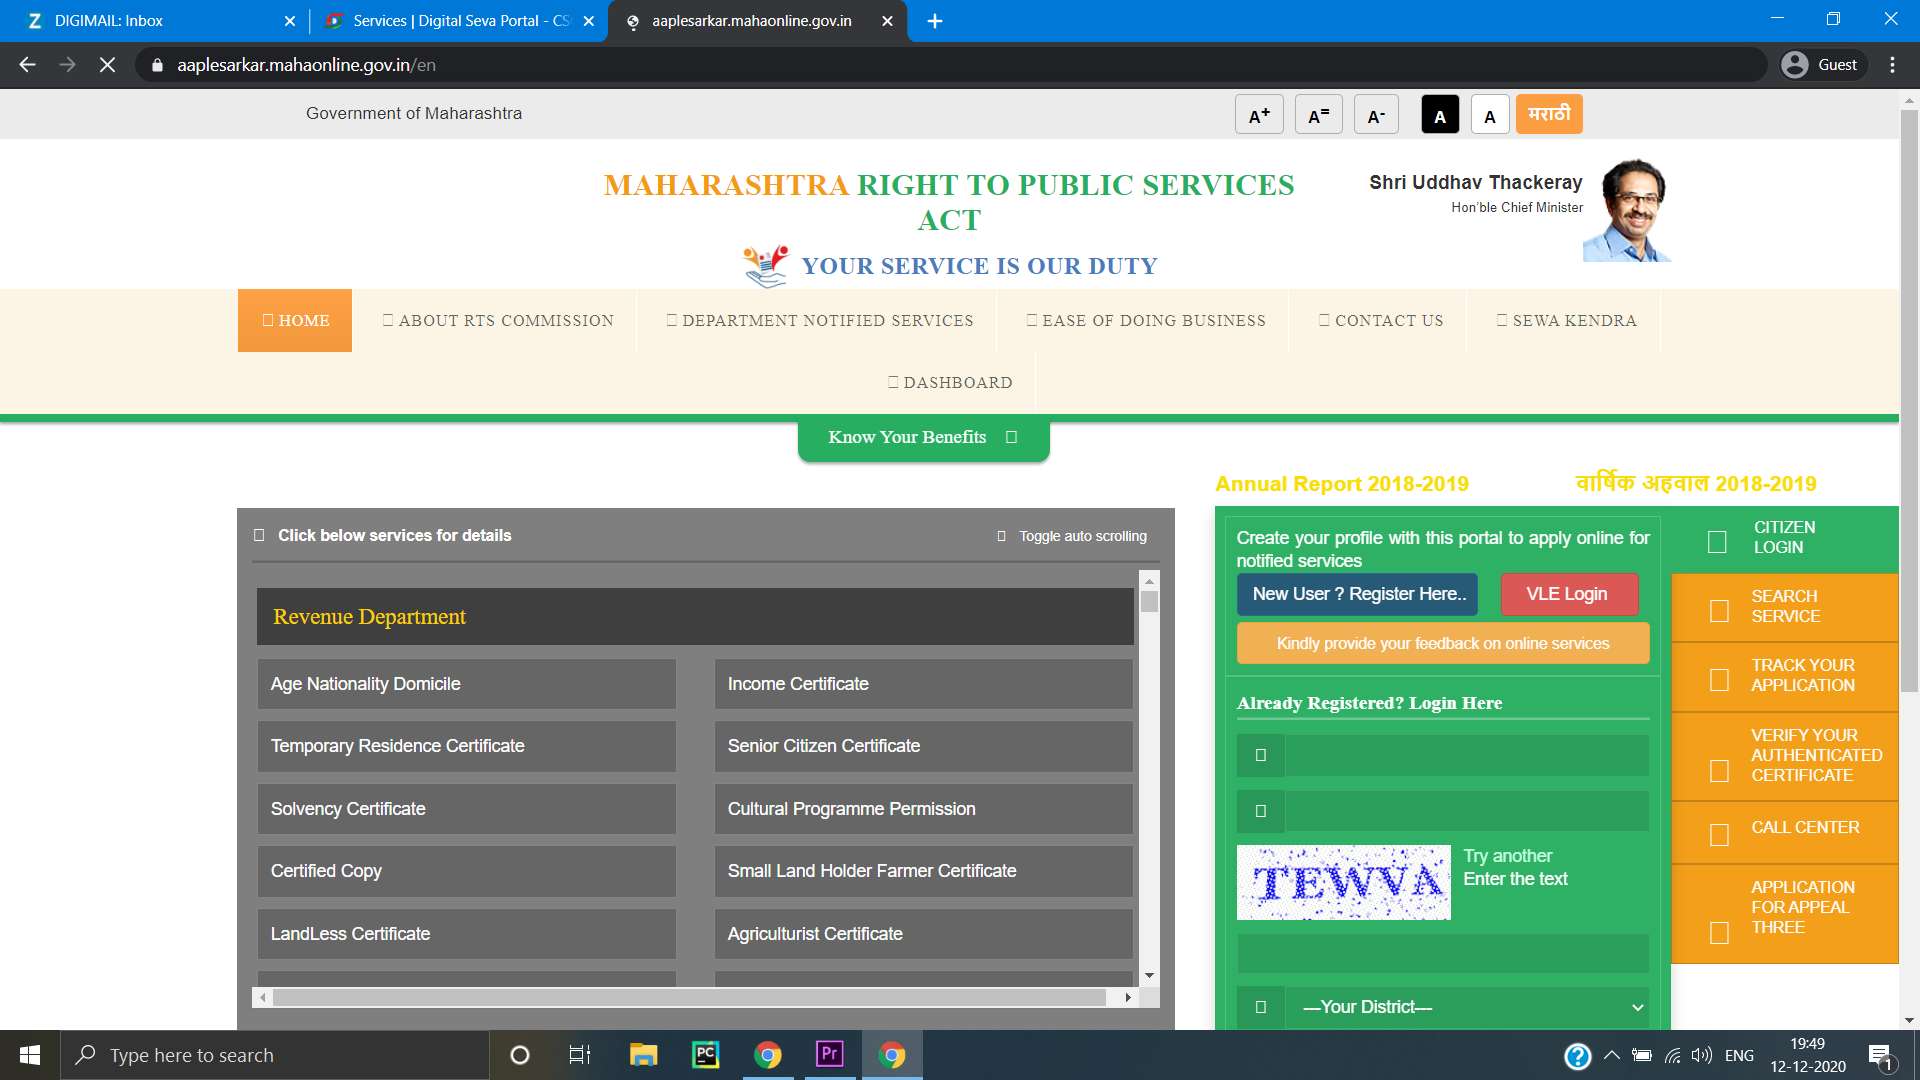 DIGIMAIL: Inbox
Services | Digital Seva Portal - CS
aaplesarkar.mahaonline.gov.in
aaplesarkar.mahaonline.gov.in/en
Guest
Government of Maharashtra
A+
A=
A-
A
A
मराठी
MAHARASHTRA RIGHT TO PUBLIC SERVICES
ACT
YOUR SERVICE IS OUR DUTY
Shri Uddhav Thackeray
Hon'ble Chief Minister
HOME
ABOUT RTS COMMISSION
DEPARTMENT NOTIFIED SERVICES
EASE OF DOING BUSINESS
CONTACT US
SEWA KENDRA
DASHBOARD
Know Your Benefits
Annual Report 2018-2019
वार्षिक अहवाल 2018-2019
Click below services for details
Toggle auto scrolling
Revenue Department
Age Nationality Domicile
Income Certificate
Temporary Residence Certificate
Senior Citizen Certificate
Solvency Certificate
Cultural Programme Permission
Certified Copy
Small Land Holder Farmer Certificate
LandLess Certificate
Agriculturist Certificate
Create your profile with this portal to apply online for
notified services
New User ? Register Here..
VLE Login
Kindly provide your feedback on online services
Already Registered? Login Here
TEWVA
Try another
Enter the text
---Your District---
CITIZEN
LOGIN
SEARCH
SERVICE
TRACK YOUR
APPLICATION
VERIFY YOUR
AUTHENTICATED
CERTIFICATE
CALL CENTER
APPLICATION
FOR APPEAL
THREE
Type here to search
PC
Pr
ENG
19:49
12-12-2020
1